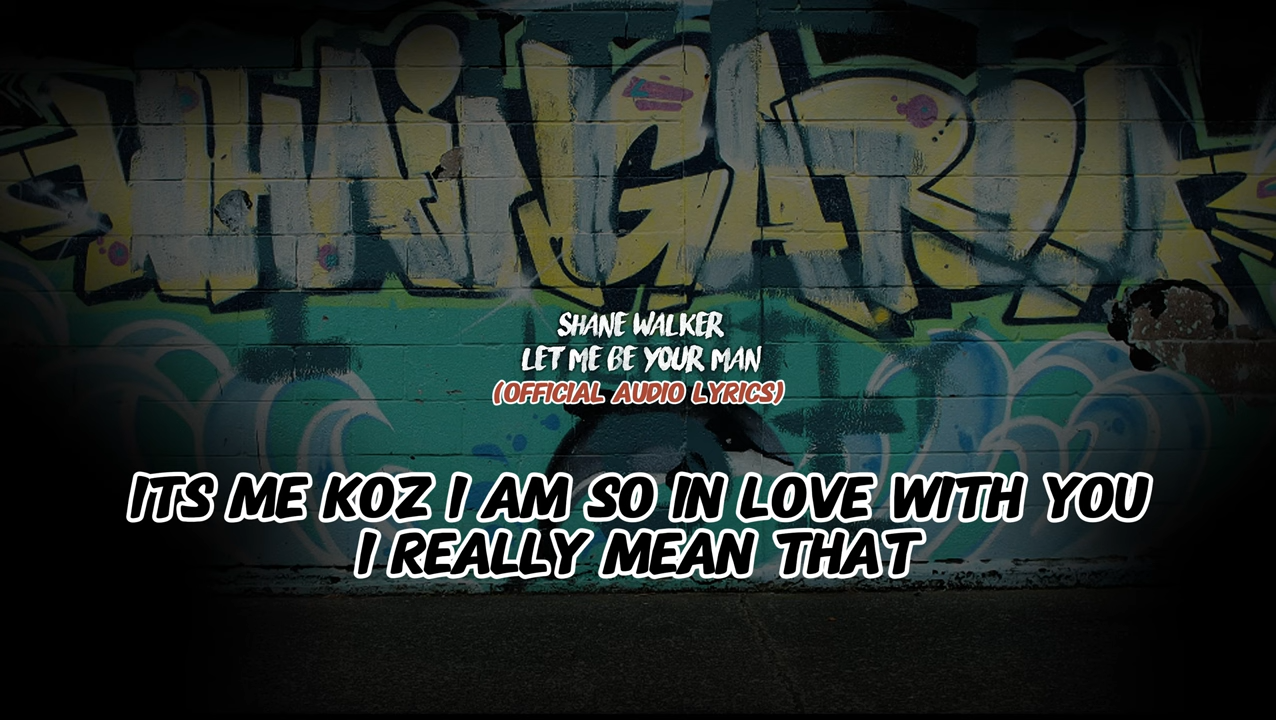 SHANE WALKER
LET ME BE YOUR MAN
(OFFICIAL AUDIO LYRICS)
ITS ME KOZ I AM SO IN LOVE WITH YOU
I REALLY MEAN THAT